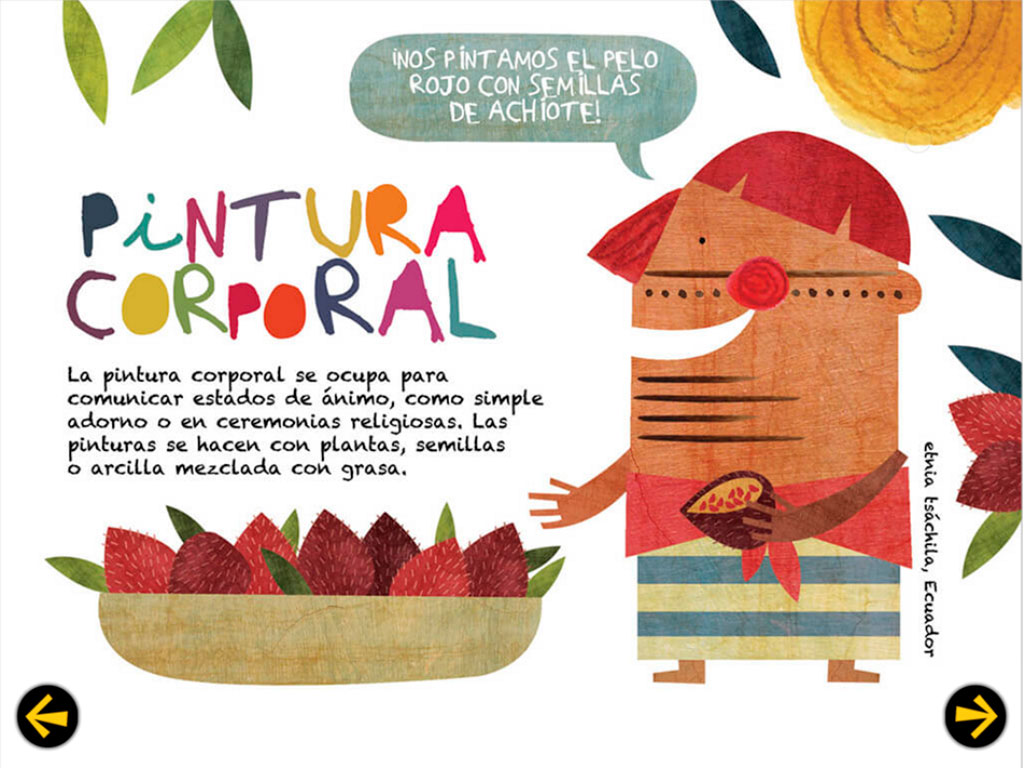 ¡NOS PINTAMOS EL PELO
ROJO CON SEMILLAS
DE ACHIOTE!
PiNTURA
CORPORAL
La pintura corporal se ocupa para
comunicar estados de ánimo, como simple
adorno o en ceremonias religiosas. Las
pinturas se hacen con plantas, semillas
o arcilla mezclada con grasa.
etnia tsáchila, Ecuador